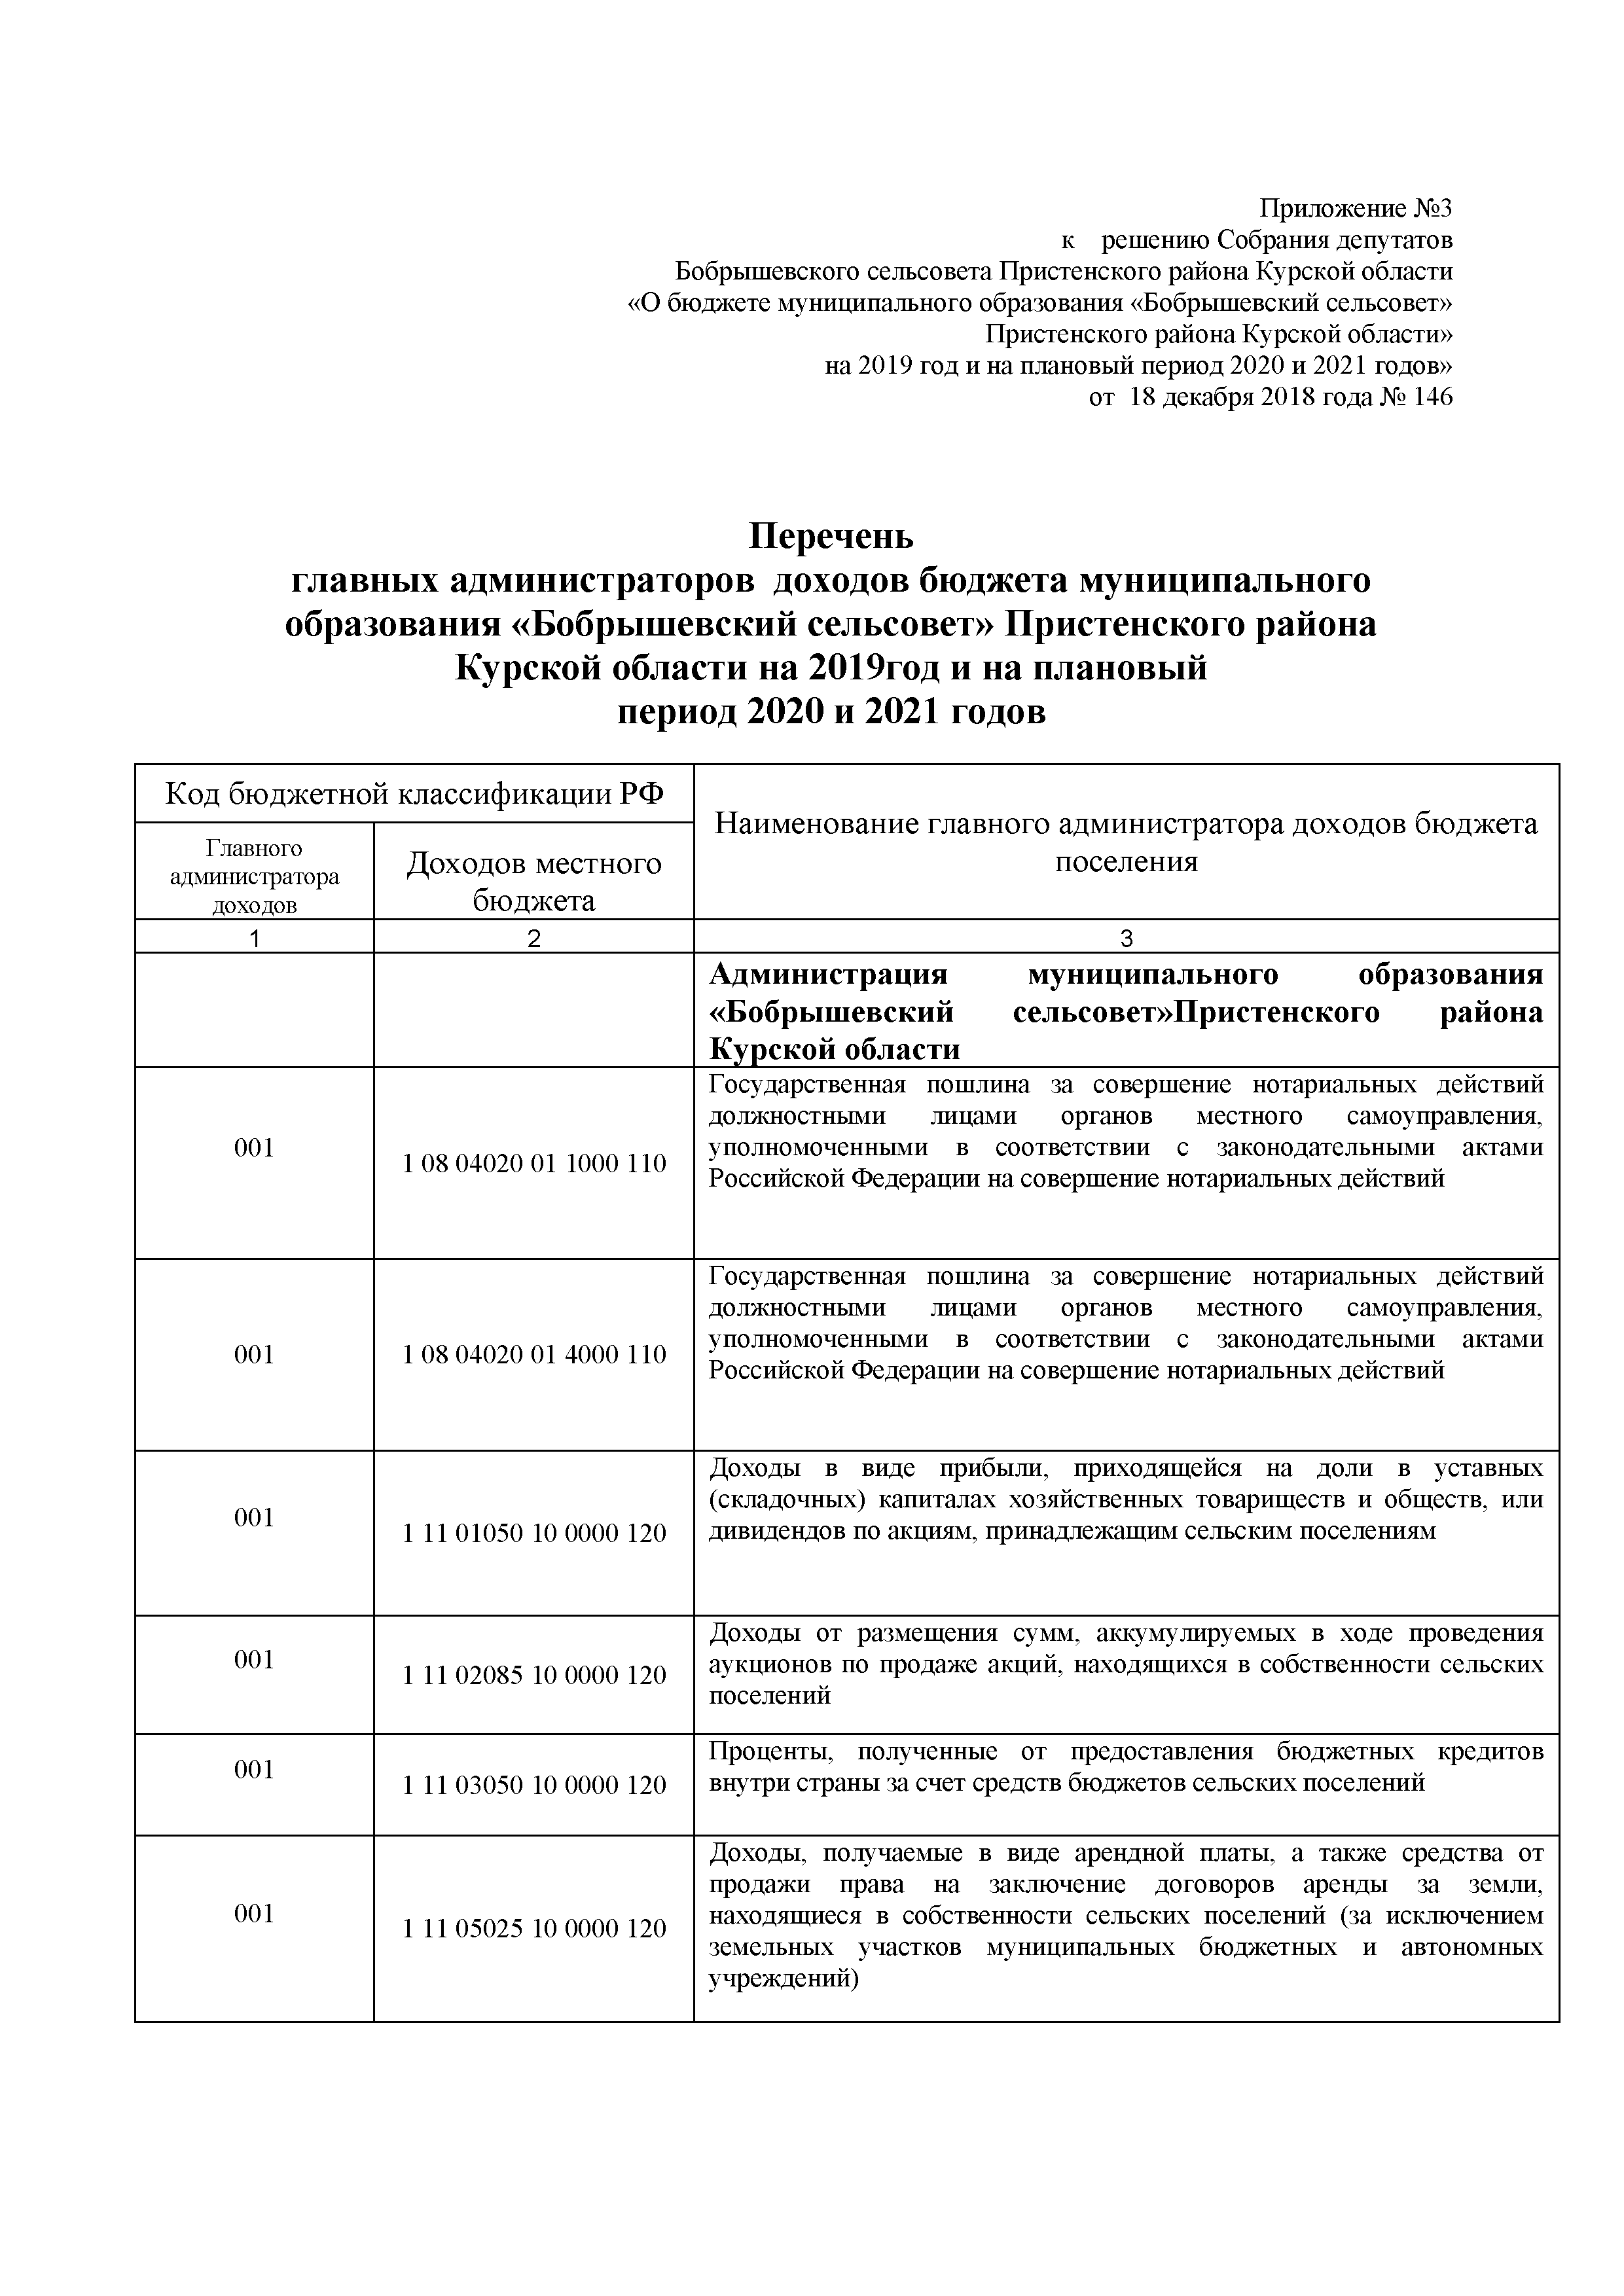 Приложение №3
к решению Собрания депутатов
Бобрышевского сельсовета Пристенского района Курской области
«О бюджете муниципального образования «Бобрышевский сельсовет»
Пристенского района Курской области»
на 2019 год и на плановый период 2020 и 2021 годов»
от 18 декабря 2018 года № 146
Перечень
главных администраторов доходов бюджета муниципального
образования «Бобрышевский сельсовет» Пристенского района
Курской области на 2019год и на плановый
период 2020 и 2021 годов
Код бюджетной классификации РФ
Наименование главного администратора доходов бюджета
поселения
Главного
администратора
доходов
Доходов местного
бюджета
1
2
3
Администрация муниципального образования
«Бобрышевский сельсовет»Пристенского района
Курской области
001
1 08 04020 01 1000 110
Государственная пошлина за совершение нотариальных действий
должностными лицами органов местного самоуправления,
уполномоченными в соответствии с законодательными актами
Российской Федерации на совершение нотариальных действий
001
1 08 04020 01 4000 110
Государственная пошлина за совершение нотариальных действий
должностными лицами органов местного самоуправления,
уполномоченными в соответствии с законодательными актами
Российской Федерации на совершение нотариальных действий
001
1 11 01050 10 0000 120
Доходы в виде прибыли, приходящейся на доли в уставных
(складочных) капиталах хозяйственных товариществ и обществ, или
дивидендов по акциям, принадлежащим сельским поселениям
001
1 11 02085 10 0000 120
Доходы от размещения сумм, аккумулируемых в ходе проведения
аукционов по продаже акций, находящихся в собственности сельских
поселений
001
1 11 03050 10 0000 120
Проценты, полученные от предоставления бюджетных кредитов
внутри страны за счет средств бюджетов сельских поселений
001
1 11 05025 10 0000 120
Доходы, получаемые в виде арендной платы, а также средства от
продажи права на заключение договоров аренды за земли,
находящиеся в собственности сельских поселений (за исключением
земельных участков муниципальных бюджетных и автономных
учреждений)